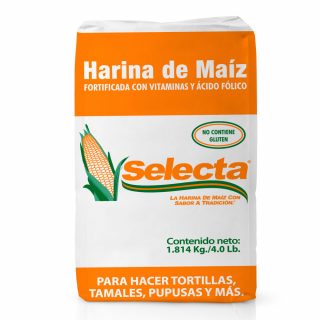 Harina de Maíz
FORTIFICADA CON VITAMINAS Y ÁCIDO FÓLICO
NO CONTIENE
GLUTEN
Selecta®
LA HARINA DE MAIZ CON
SABOR A TRADICIÓN.
Contenido neto:
1.814 Kg./4.0 Lb.
PARA HACER TORTILLAS,
TAMALES, PUPUSAS Y MÁS.